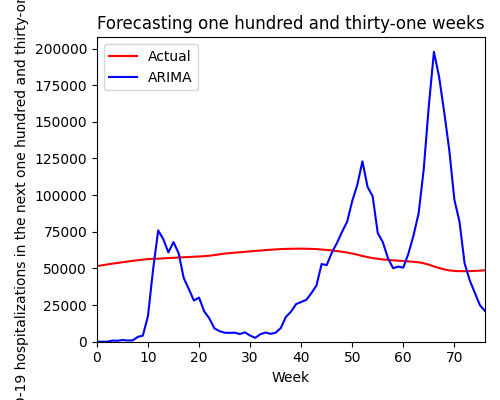 Forecasting one hundred and thirty-one weeks
-19 hospitalizations in the next one hundred and thirty-
200000
175000
150000
125000
100000
75000
50000
25000
0
Actual
ARIMA
0 10 20 30 40 50 60 70
Week